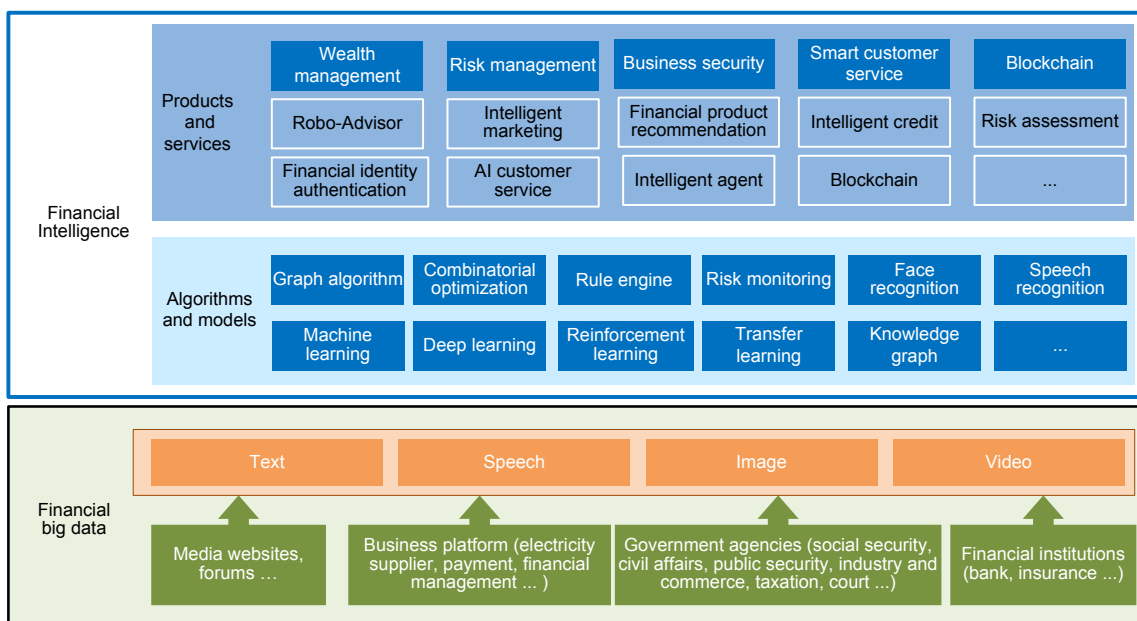 Financial
Intelligence
Products
and
services
Wealth
management
Risk management
Business security
Smart customer
service
Blockchain
Robo-Advisor
Intelligent
marketing
Financial product
recommendation
Intelligent credit
Risk assessment
Financial identity
authentication
AI customer
service
Intelligent agent
Blockchain
...
Algorithms
and models
Graph algorithm
Combinatorial
optimization
Rule engine
Risk monitoring
Face
recognition
Speech
recognition
Machine
learning
Deep learning
Reinforcement
learning
Transfer
learning
Knowledge
graph
...
Financial
big data
Text
Speech
Image
Video
Media websites,
forums ...
Business platform (electricity
supplier, payment, financial
management ... )
Government agencies (social security,
civil affairs, public security, industry and
commerce, taxation, court ...)
Financial institutions
(bank, insurance ...)